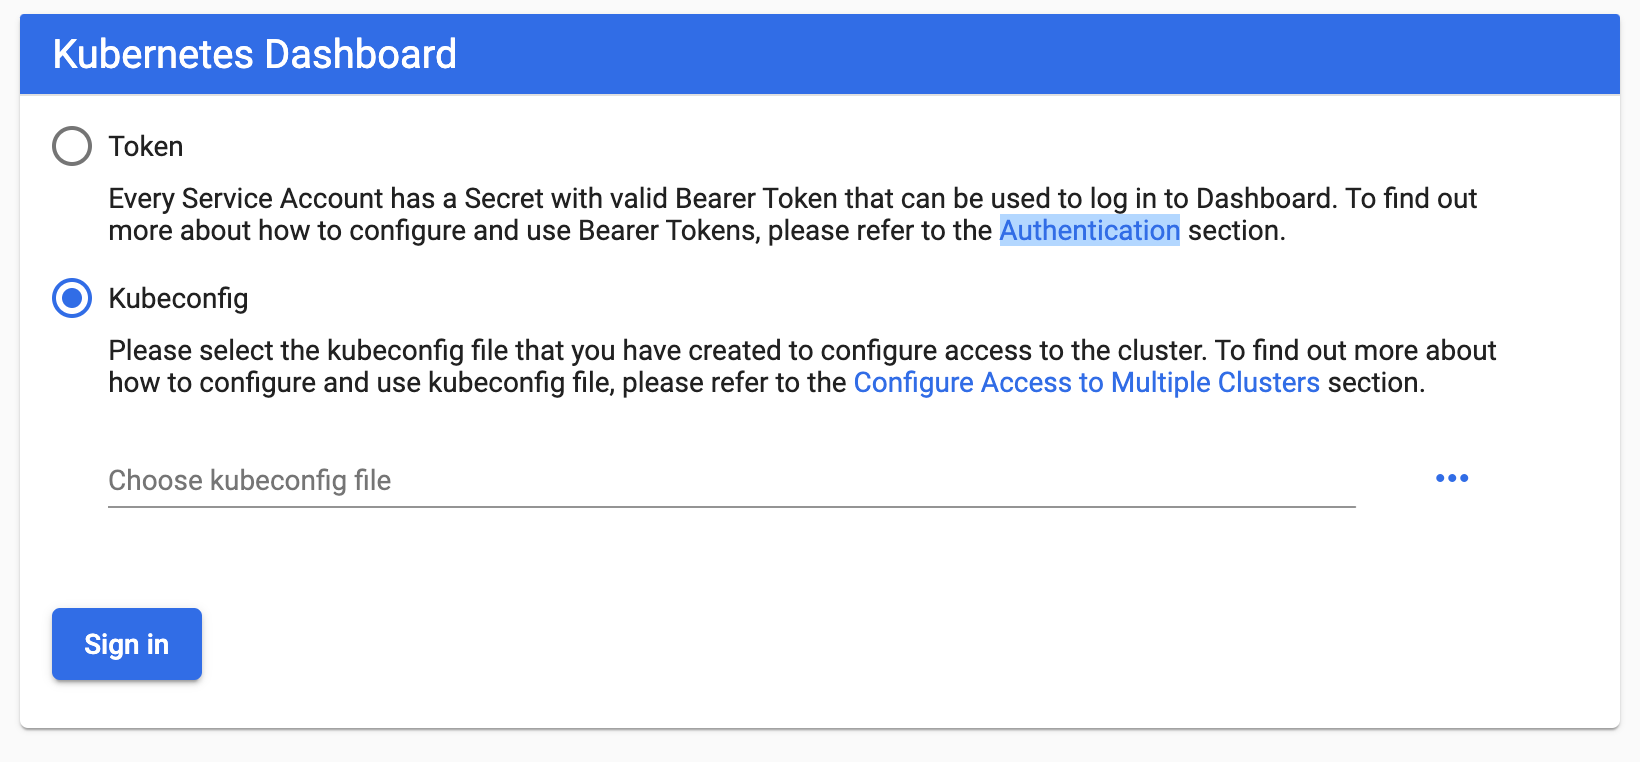 Kubernetes Dashboard
Token
Every Service Account has a Secret with valid Bearer Token that can be used to log in to Dashboard. To find out
more about how to configure and use Bearer Tokens, please refer to the Authentication section.
Kubeconfig
Please select the kubeconfig file that you have created to configure access to the cluster. To find out more about
how to configure and use kubeconfig file, please refer to the Configure Access to Multiple Clusters section.
Choose kubeconfig file
Sign in